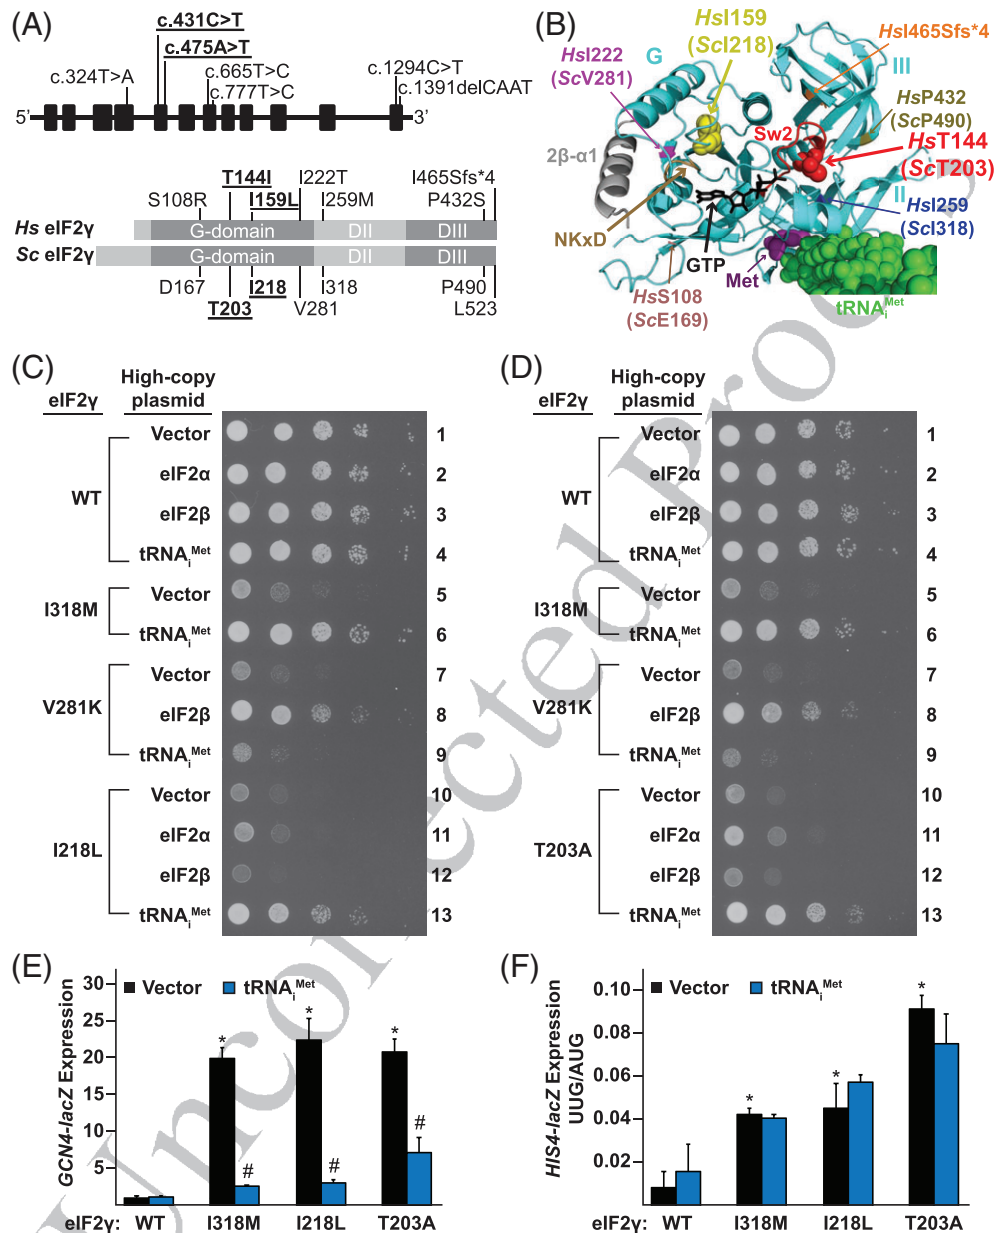 (A)
c.431C>T
c.475A>T
c.324T>A
c.665T>C
c.777T>C
c.1294C>T
c.1391delCAAT
5'
3'
T144I
I222T
I465Sfs*4
S108R
I159L
I259M
P432S
Hs eIF2γ
G-domain
DII
DIII
Sc eIF2γ
G-domain
DII
DIII
D167
I218
I318
P490
T203
V281
L523
(B)
HsI159
(ScI218)
HsI465Sfs*4
HsI222
(ScV281)
G
III
HsP432
(ScP490)
Sw2
HsT144
(ScT203)
2β-α1
II
HsI259
(ScI318)
NKxD
GTP
Met
HsS108
(ScE169)
tRNAiMet
(C)
High-copy
eIF2γ
plasmid
Vector
1
eIF2α
2
WT
eIF2β
3
tRNAiMet
4
Vector
5
I318M
tRNAiMet
6
Vector
7
V281K
eIF2β
8
tRNAiMet
9
Vector
10
eIF2α
11
I218L
eIF2β
12
tRNAiMet
13
(D)
High-copy
eIF2γ
plasmid
Vector
1
eIF2α
2
WT
eIF2β
3
tRNAiMet
4
Vector
5
I318M
tRNAiMet
6
Vector
7
V281K
eIF2β
8
tRNAiMet
9
Vector
10
eIF2α
11
T203A
eIF2β
12
tRNAiMet
13
(E)
GCN4-lacZ Expression
30
25
20
15
10
5
Vector
tRNAiMet
*
*
*
#
#
#
eIF2γ:
WT
I318M
I218L
T203A
(F)
HIS4-lacZ Expression
UUG/AUG
0.10
0.08
0.06
0.04
0.02
Vector
tRNAiMet
*
*
*
eIF2γ:
WT
I318M
I218L
T203A
Uncorrected Proof